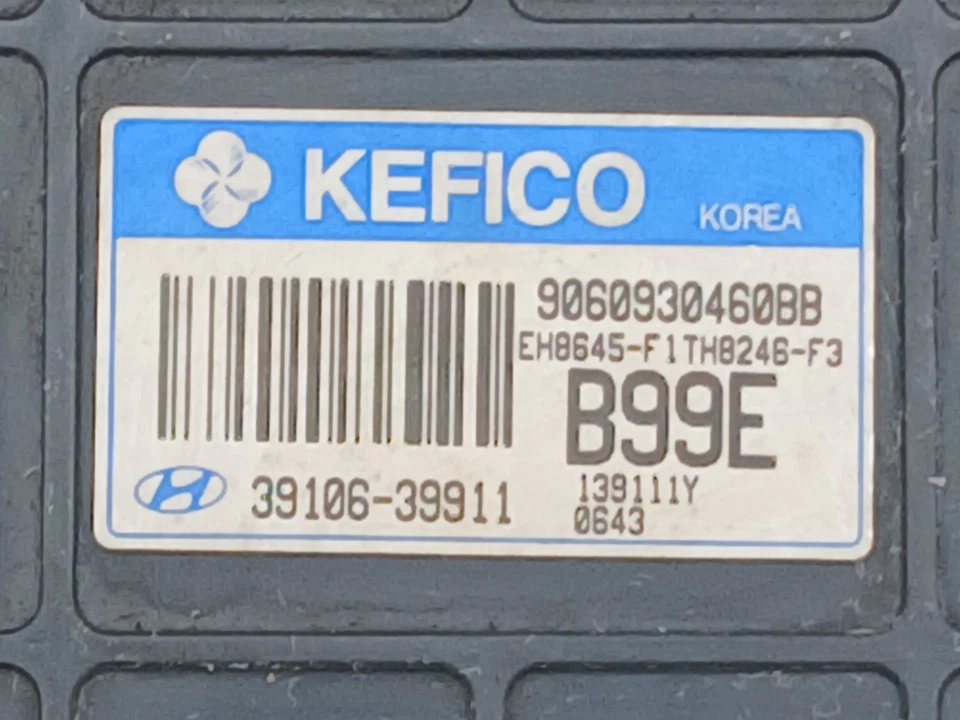 KEFICO KOREA
9060930460BB
EH8645-F1TH8246-F3
B99E
39106-39911
139111Y
0643